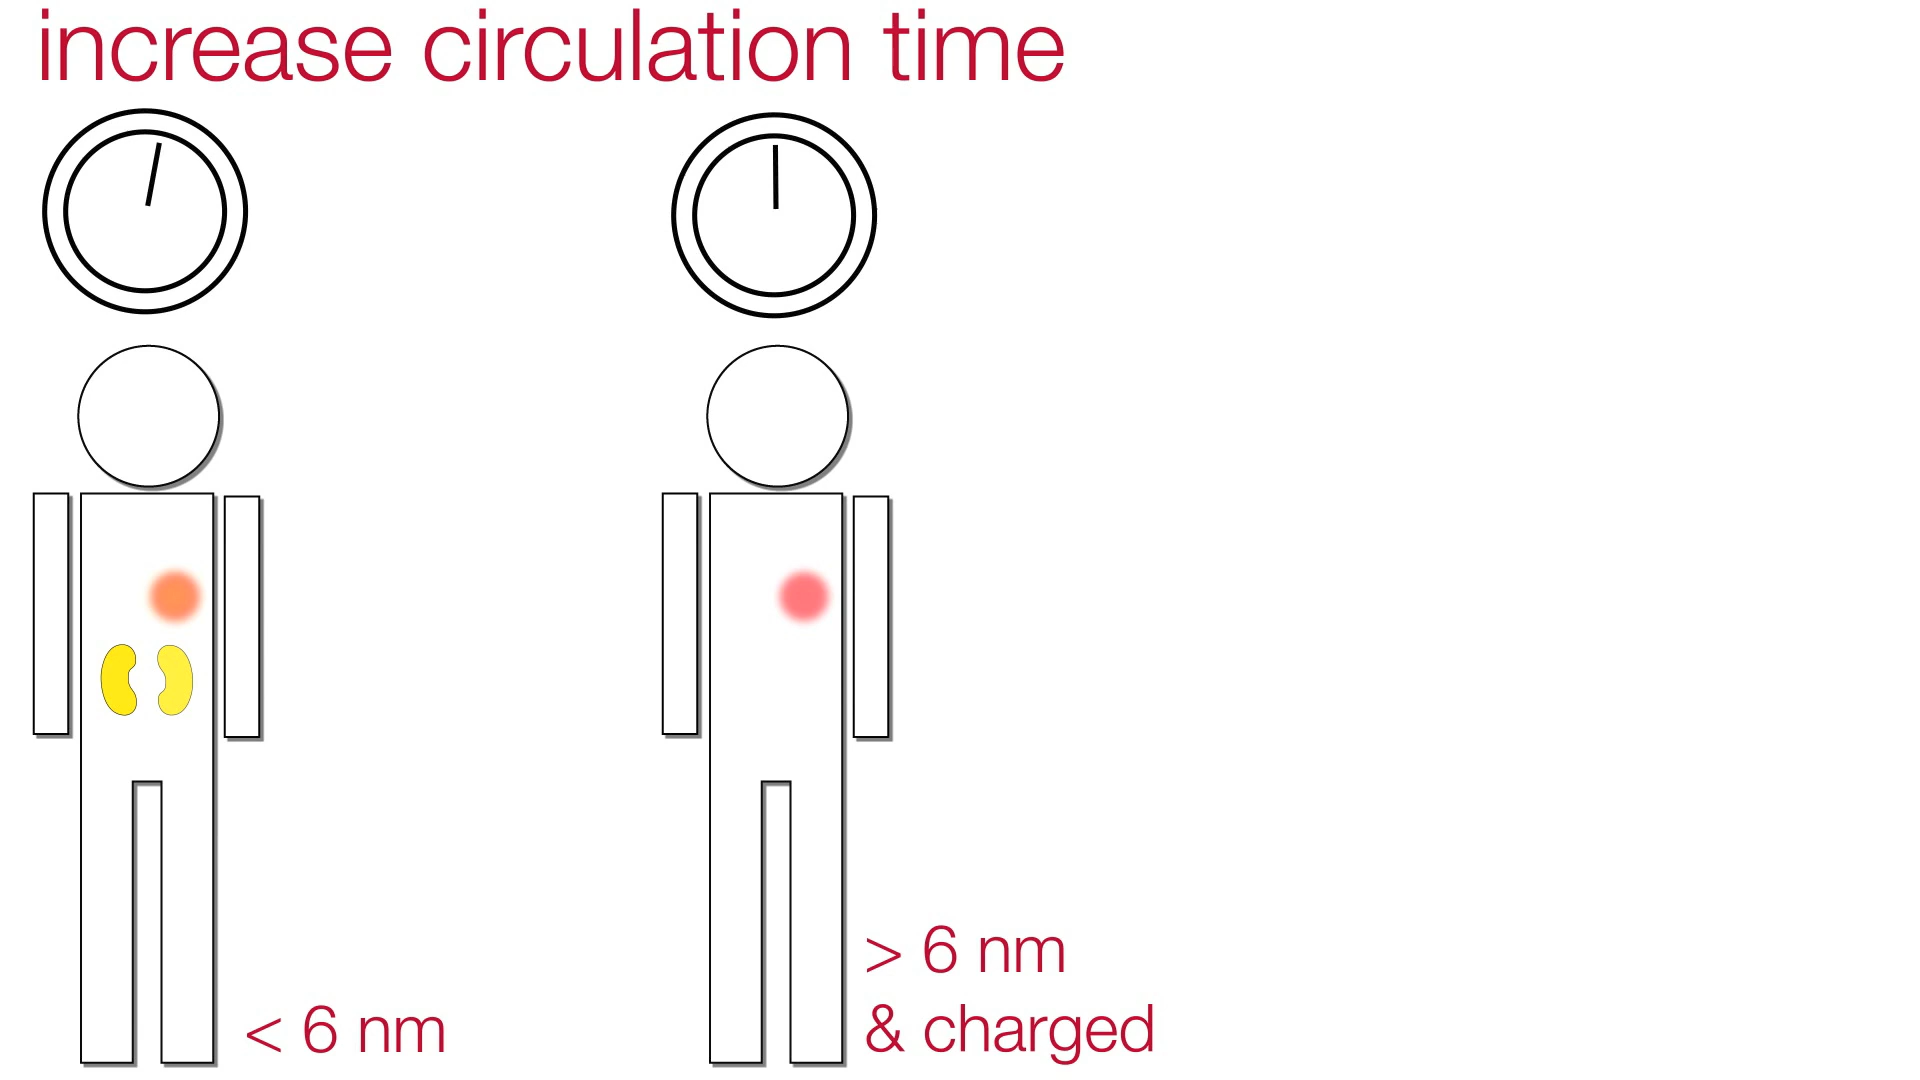 increase circulation time
< 6 nm
> 6 nm
& charged